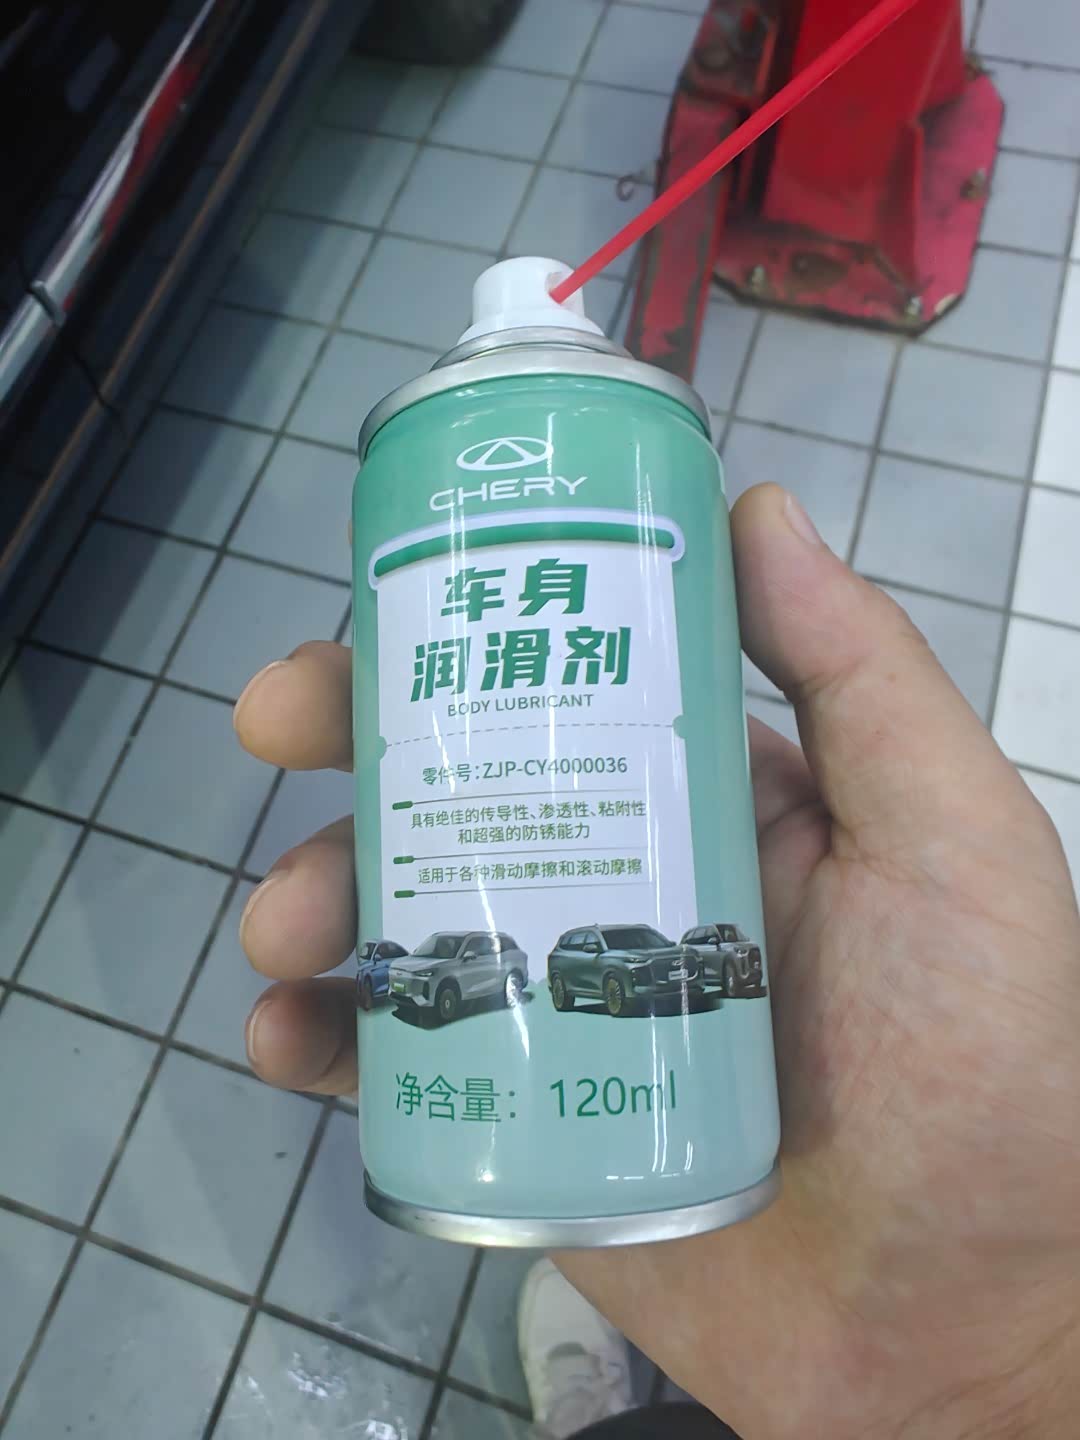 CHERY
车身
润滑剂
BODY LUBRICANT
零件号:ZJP-CY4000036
具有绝佳的传导性、渗透性、粘附性
和超强的防锈能力
适用于各种滑动摩擦和滚动摩擦
净含量：120ml